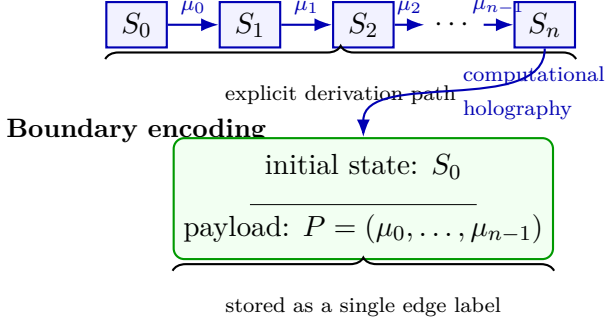 μ₀ μ₁ μ₂ μₙ₋₁
S₀ S₁ S₂ ⋯ Sₙ
computational
explicit derivation path
holography
Boundary encoding
initial state: S₀
payload: P = (μ₀, . . . , μₙ₋₁)
stored as a single edge label